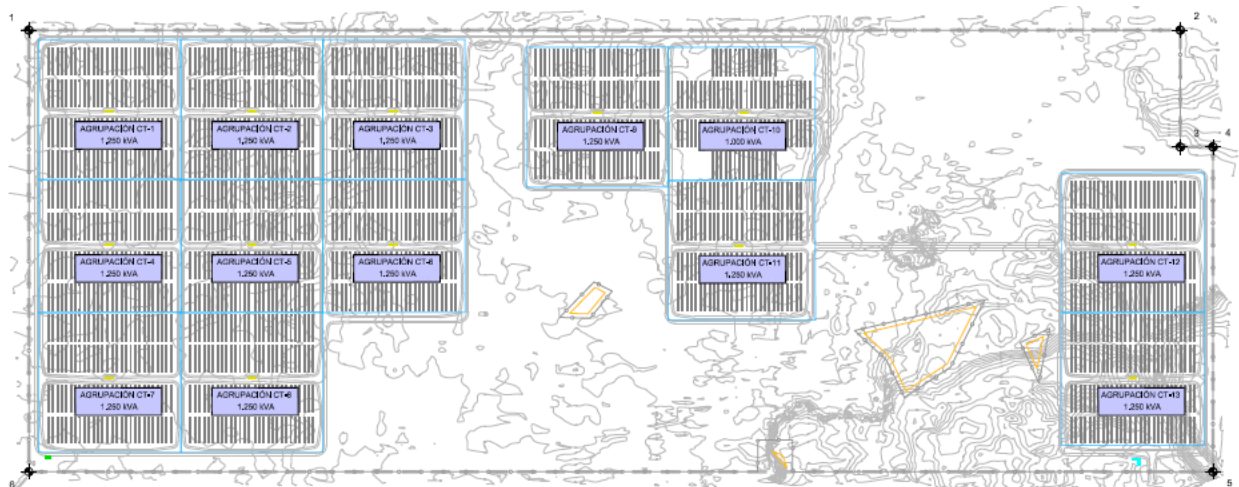 1
2
AGRUPACIÓN CT-1
1,250 kVA
AGRUPACIÓN CT-2
1,250 kVA
AGRUPACIÓN CT-3
1,250 kVA
AGRUPACIÓN CT-9
1,250 kVA
AGRUPACIÓN CT-10
1,000 kVA
3
4
AGRUPACIÓN CT-4
1,250 kVA
AGRUPACIÓN CT-5
1,250 kVA
AGRUPACIÓN CT-6
1,250 kVA
AGRUPACIÓN CT-11
1,250 kVA
AGRUPACIÓN CT-12
1,250 kVA
AGRUPACIÓN CT-7
1,250 kVA
AGRUPACIÓN CT-8
1,250 kVA
AGRUPACIÓN CT-13
1,250 kVA
6
5